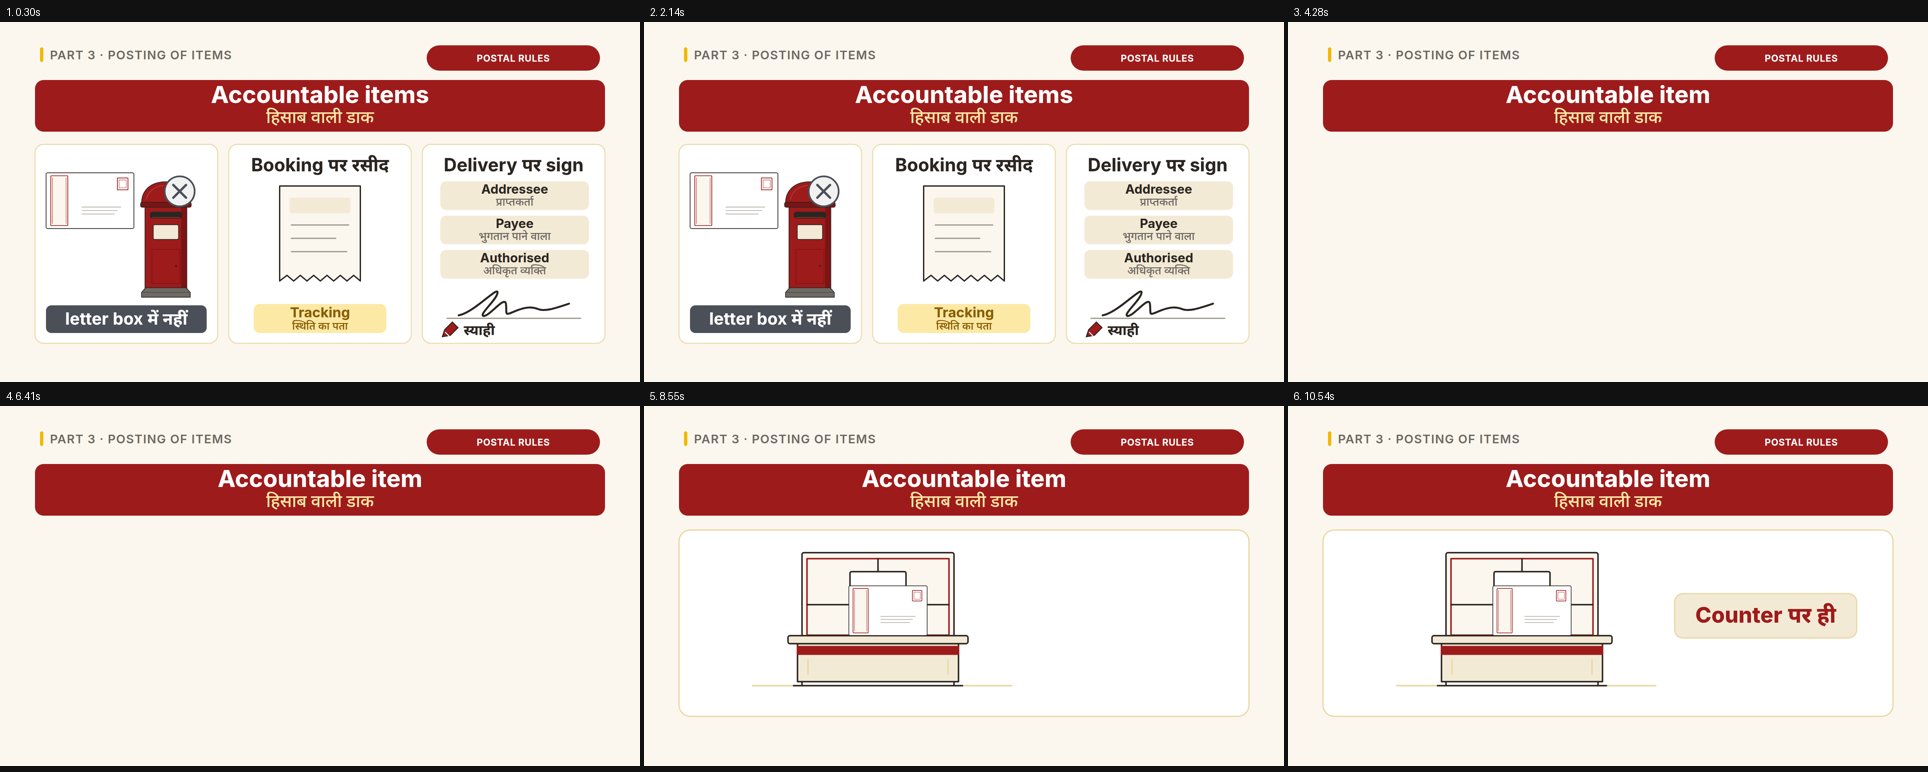 1. 0.30s
PART 3 · POSTING OF ITEMS
POSTAL RULES
Accountable items
हिसाब वाली डाक
letter box में नहीं
Booking पर रसीद
Tracking
स्थिति का पता
Delivery पर sign
Addressee
प्राप्तकर्ता
Payee
भुगतान पाने वाला
Authorised
अधिकृत व्यक्ति
स्याही
2. 2.14s
PART 3 · POSTING OF ITEMS
POSTAL RULES
Accountable items
हिसाब वाली डाक
letter box में नहीं
Booking पर रसीद
Tracking
स्थिति का पता
Delivery पर sign
Addressee
प्राप्तकर्ता
Payee
भुगतान पाने वाला
Authorised
अधिकृत व्यक्ति
स्याही
3. 4.28s
PART 3 · POSTING OF ITEMS
POSTAL RULES
Accountable item
हिसाब वाली डाक
4. 6.41s
PART 3 · POSTING OF ITEMS
POSTAL RULES
Accountable item
हिसाब वाली डाक
5. 8.55s
PART 3 · POSTING OF ITEMS
POSTAL RULES
Accountable item
हिसाब वाली डाक
6. 10.54s
PART 3 · POSTING OF ITEMS
POSTAL RULES
Accountable item
हिसाब वाली डाक
Counter पर ही